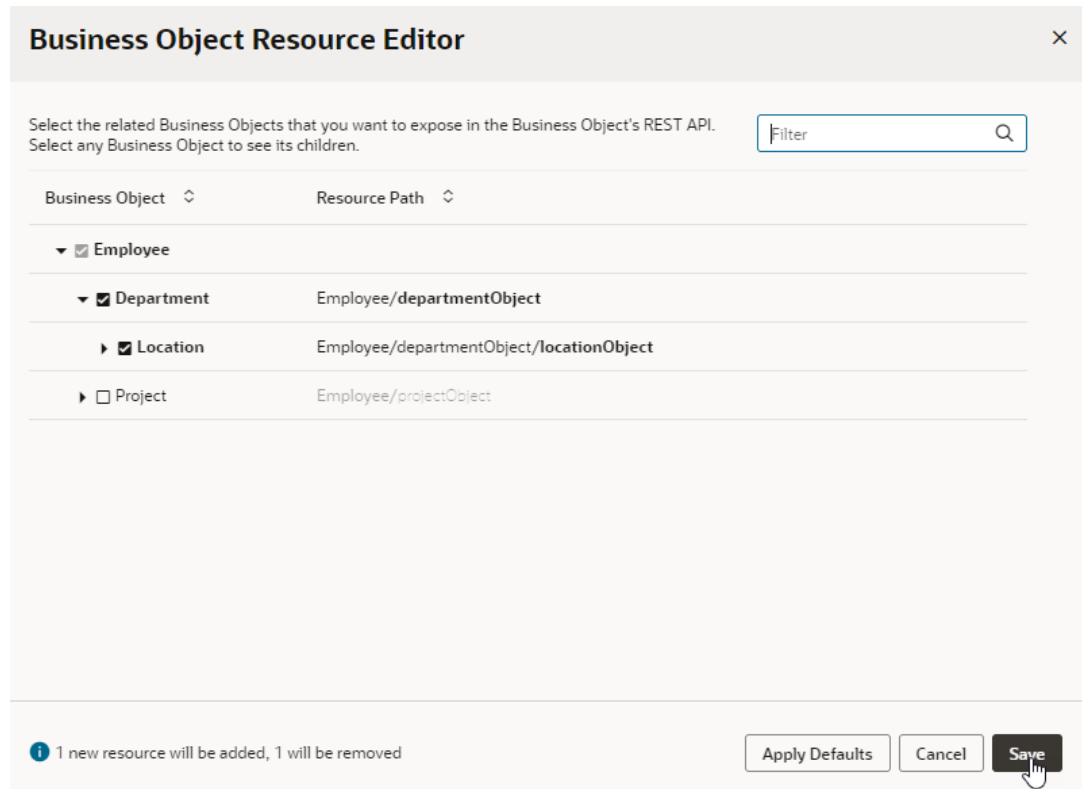 Business Object Resource Editor
Select the related Business Objects that you want to expose in the Business Object's REST API.
Select any Business Object to see its children.
Filter
Business Object Resource Path
Employee
Department Employee/departmentObject
Location Employee/departmentObject/locationObject
Project Employee/projectObject
1 new resource will be added, 1 will be removed
Apply Defaults Cancel Save